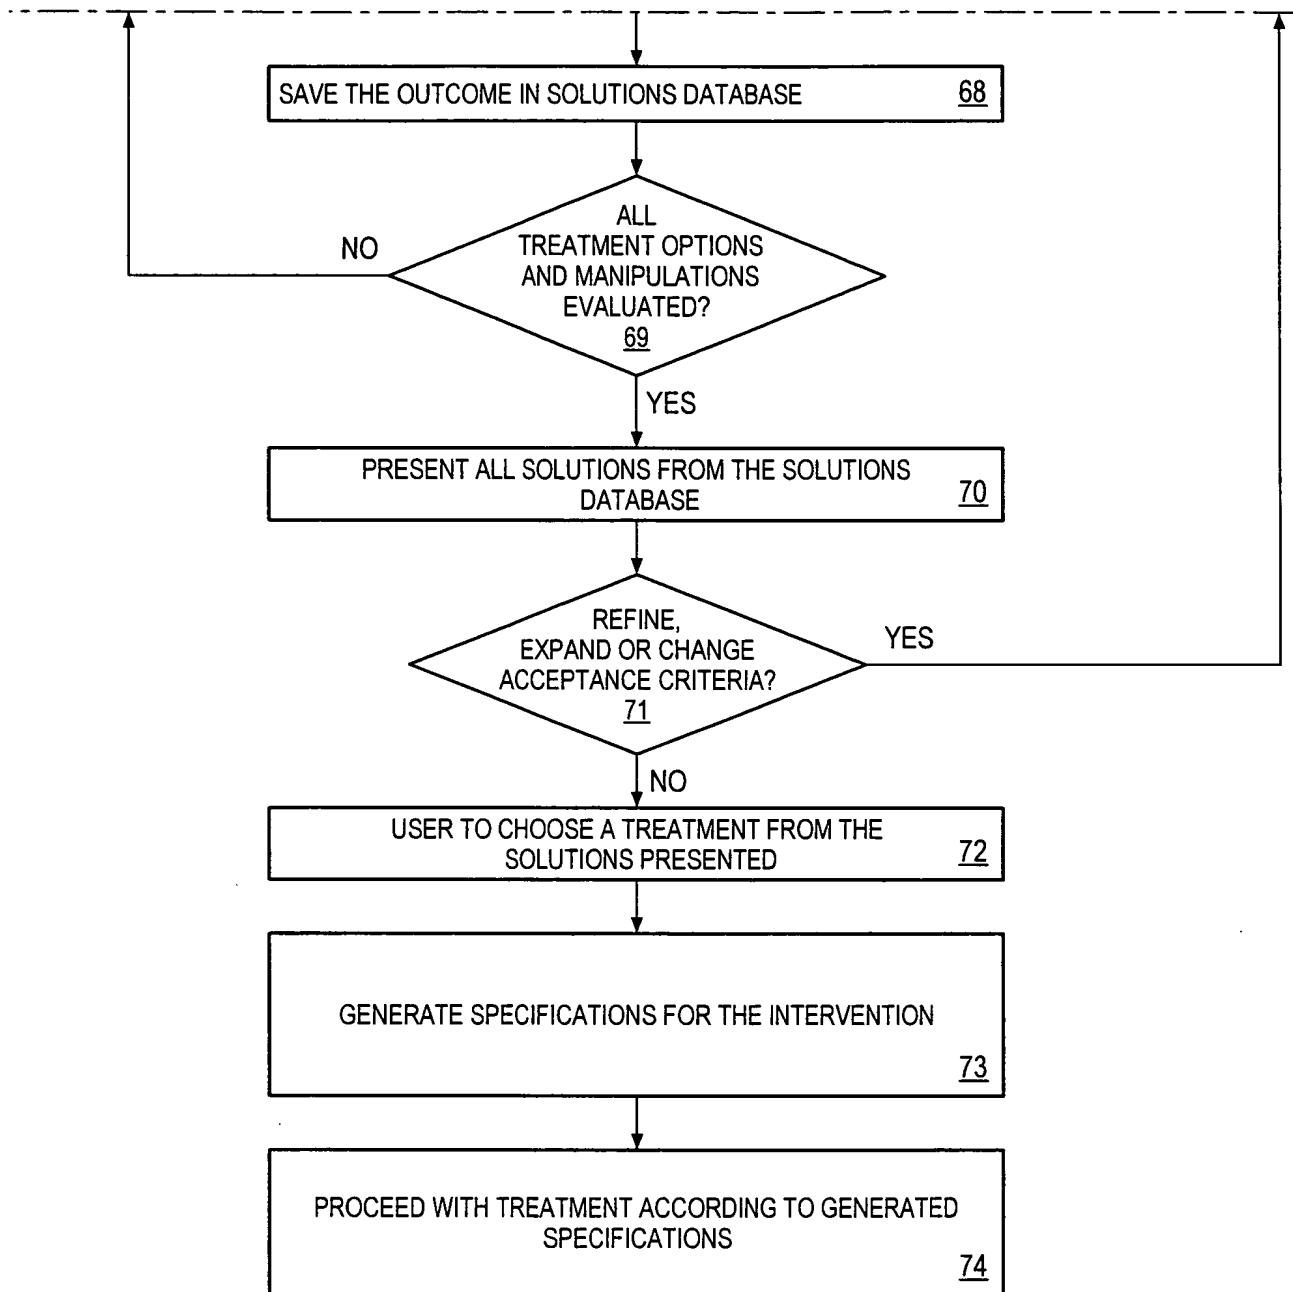 SAVE THE OUTCOME IN SOLUTIONS DATABASE 68
ALL
TREATMENT OPTIONS
NO
AND MANIPULATIONS
EVALUATED?
69
YES
PRESENT ALL SOLUTIONS FROM THE SOLUTIONS
DATABASE
70
REFINE,
EXPAND OR CHANGE
YES
ACCEPTANCE CRITERIA?
71
NO
USER TO CHOOSE A TREATMENT FROM THE
SOLUTIONS PRESENTED
72
GENERATE SPECIFICATIONS FOR THE INTERVENTION
73
PROCEED WITH TREATMENT ACCORDING TO GENERATED
SPECIFICATIONS
74